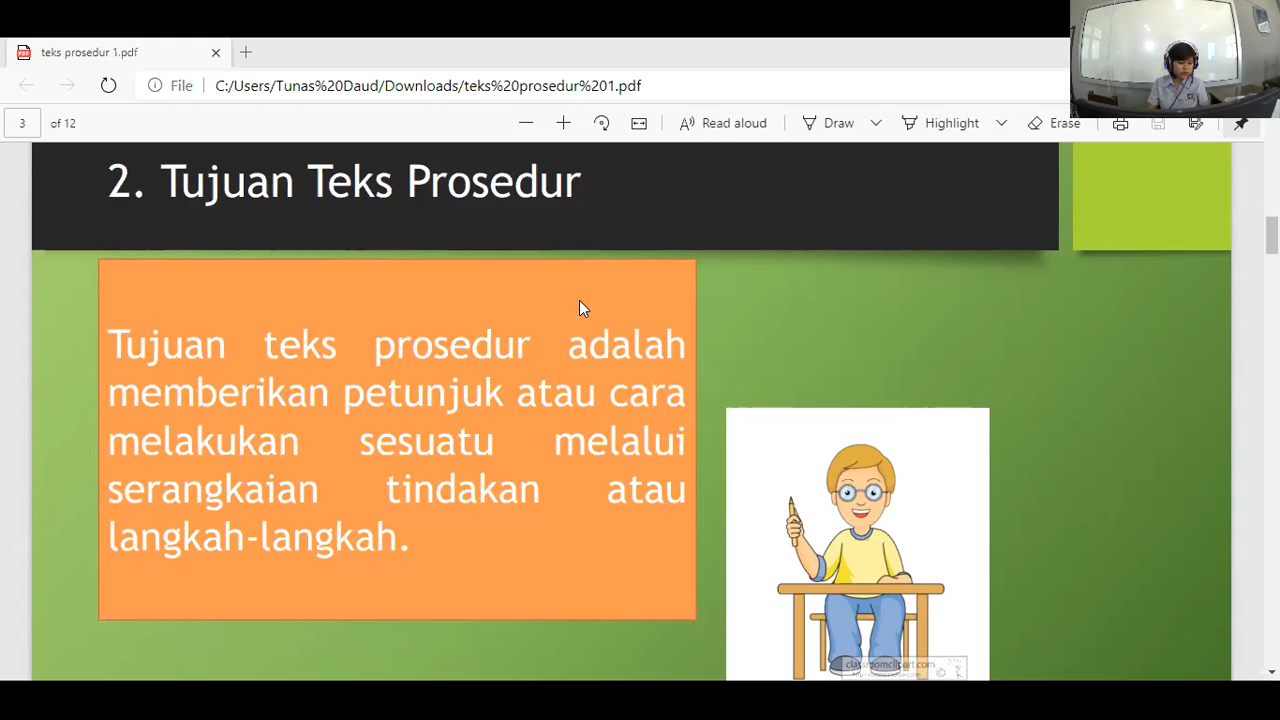 teks prosedur 1.pdf
File
C:/Users/Tunas%20Daud/Downloads/teks%20prosedur%201.pdf
3
of 12
Read aloud
Draw
Highlight
Erase
2. Tujuan Teks Prosedur
Tujuan teks prosedur adalah
memberikan petunjuk atau cara
melakukan sesuatu melalui
serangkaian tindakan atau
langkah-langkah.
classroomclipart.com